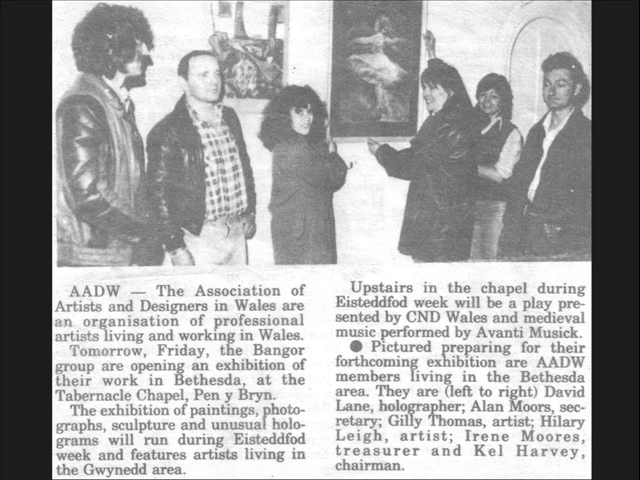 AADW — The Association of
Artists and Designers in Wales are
an organisation of professional
artists living and working in Wales.
Tomorrow, Friday, the Bangor
group are opening an exhibition of
their work in Bethesda, at the
Tabernacle Chapel, Pen y Bryn.
The exhibition of paintings, photo-
graphs, sculpture and unusual holo-
grams will run during Eisteddfod
week and features artists living in
the Gwynedd area.
Upstairs in the chapel during
Eisteddfod week will be a play pre-
sented by CND Wales and medieval
music performed by Avanti Musick.
● Pictured preparing for their
forthcoming exhibition are AADW
members living in the Bethesda
area. They are (left to right) David
Lane, holographer; Alan Moors, sec-
retary; Gilly Thomas, artist; Hilary
Leigh, artist; Irene Moores,
treasurer and Kel Harvey,
chairman.